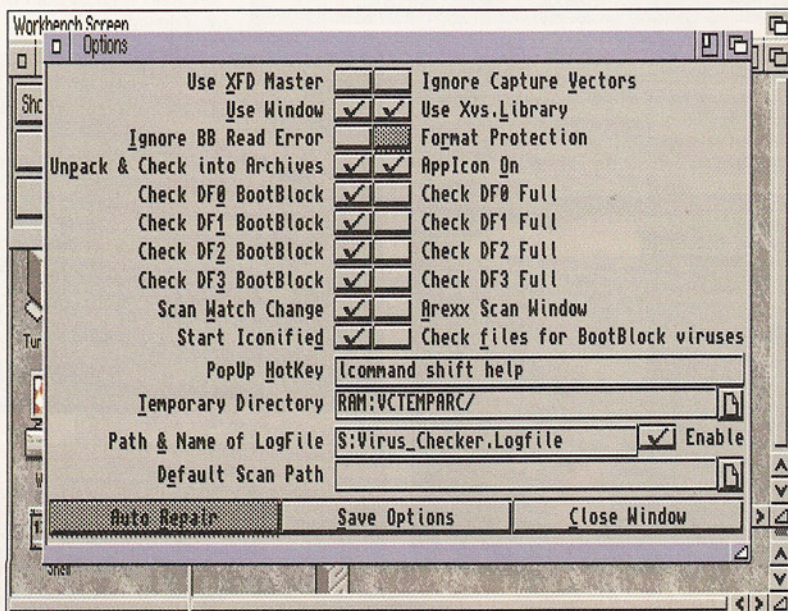 Workbench Screen
Options
Sho
Use XFD Master
Ignore Capture Vectors
Use Window
Use Xvs.Library
Ignore BB Read Error
Format Protection
Unpack & Check into Archives
AppIcon On
Check DF0 BootBlock
Check DF0 Full
Check DF1 BootBlock
Check DF1 Full
Check DF2 BootBlock
Check DF2 Full
Check DF3 BootBlock
Check DF3 Full
Scan Watch Change
Arexx Scan Window
Start Iconified
Check files for BootBlock viruses
Tur
PopUp HotKey
lcommand shift help
Temporary Directory
RAM:VCTEMPARC/
Path & Name of LogFile
S:Virus_Checker.Logfile
Enable
Default Scan Path
Auto Repair
Save Options
Close Window
Shell